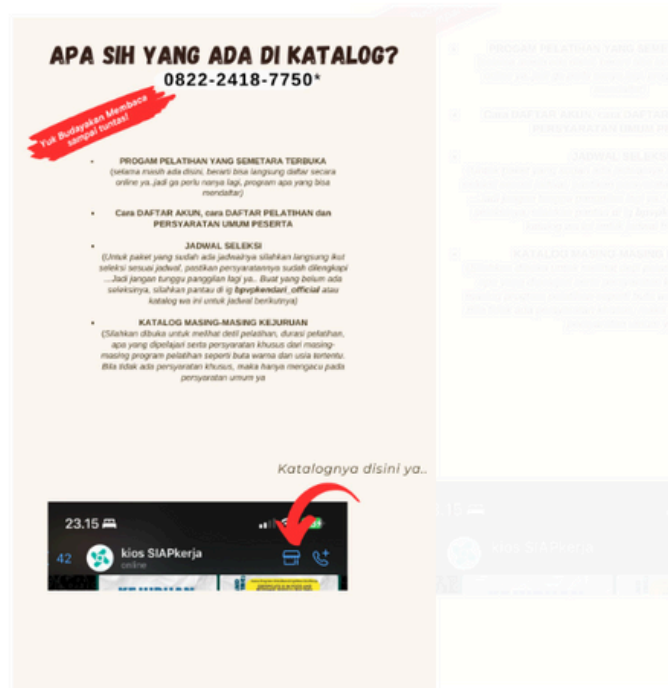 APA SIH YANG ADA DI KATALOG?
0822-2418-7750*
Yuk Budayakan Membaca
sampai tuntas!
• PROGAM PELATIHAN YANG SEMETARA TERBUKA
(selama masih ada disini, berarti bisa langsung daftar secara
online ya..jadi ga perlu nanya lagi, program apa yang bisa
mendaftar)
• Cara DAFTAR AKUN, cara DAFTAR PELATIHAN dan
PERSYARATAN UMUM PESERTA
• JADWAL SELEKSI
(Untuk paket yang sudah ada jadwalnya silahkan langsung ikut
seleksi sesuai jadwal, pastikan persyaratannya sudah dilengkapi
...Jadi jangan tunggu panggilan lagi ya.. Buat yang belum ada
seleksinya, silahkan pantau di ig bpvpkendari_official atau
katalog wa ini untuk jadwal berikutnya)
• KATALOG MASING-MASING KEJURUAN
(Silahkan dibuka untuk melihat detil pelatihan, durasi pelatihan,
apa yang dipelajari serta persyaratan khusus dari masing-
masing program pelatihan seperti buta warna dan usia tertentu.
Bila tidak ada persyaratan khusus, maka hanya mengacu pada
persyaratan umum ya
Katalognya disini ya..
23.15
42 kios SIAPkerja
online